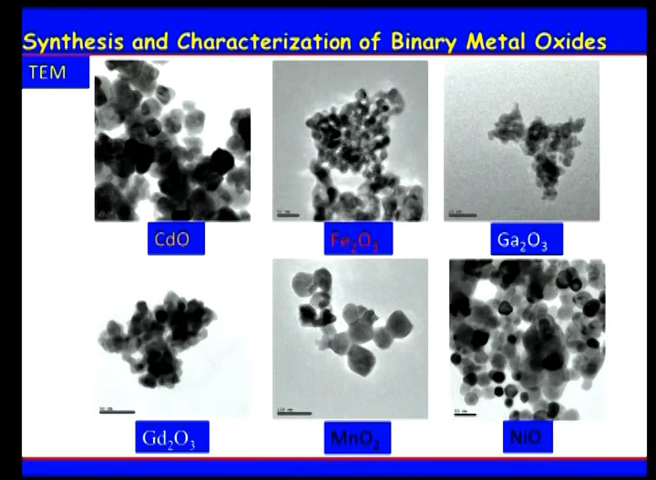 Synthesis and Characterization of Binary Metal Oxides
TEM
CdO
Fe₂O₃
Ga₂O₃
Gd₂O₃
MnO₂
NiO